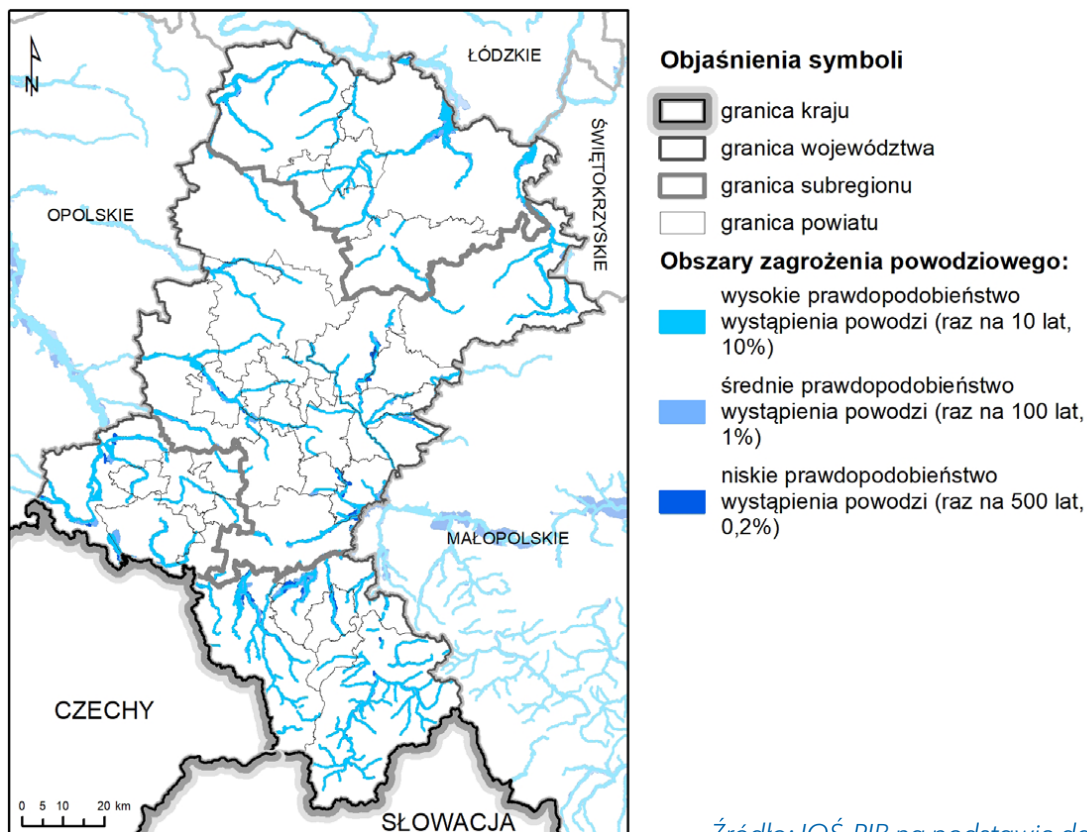 ŁÓDZKIE
N
ŚWIĘTOKRZYSKIE
OPOLSKIE
MAŁOPOLSKIE
CZECHY
SŁOWACJA
0 5 10 20 km
Objaśnienia symboli
granica kraju
granica województwa
granica subregionu
granica powiatu
Obszary zagrożenia powodziowego:
wysokie prawdopodobieństwo
wystąpienia powodzi (raz na 10 lat,
10%)
średnie prawdopodobieństwo
wystąpienia powodzi (raz na 100 lat,
1%)
niskie prawdopodobieństwo
wystąpienia powodzi (raz na 500 lat,
0,2%)
Źródło: IOŚ-PIB na podstawie da